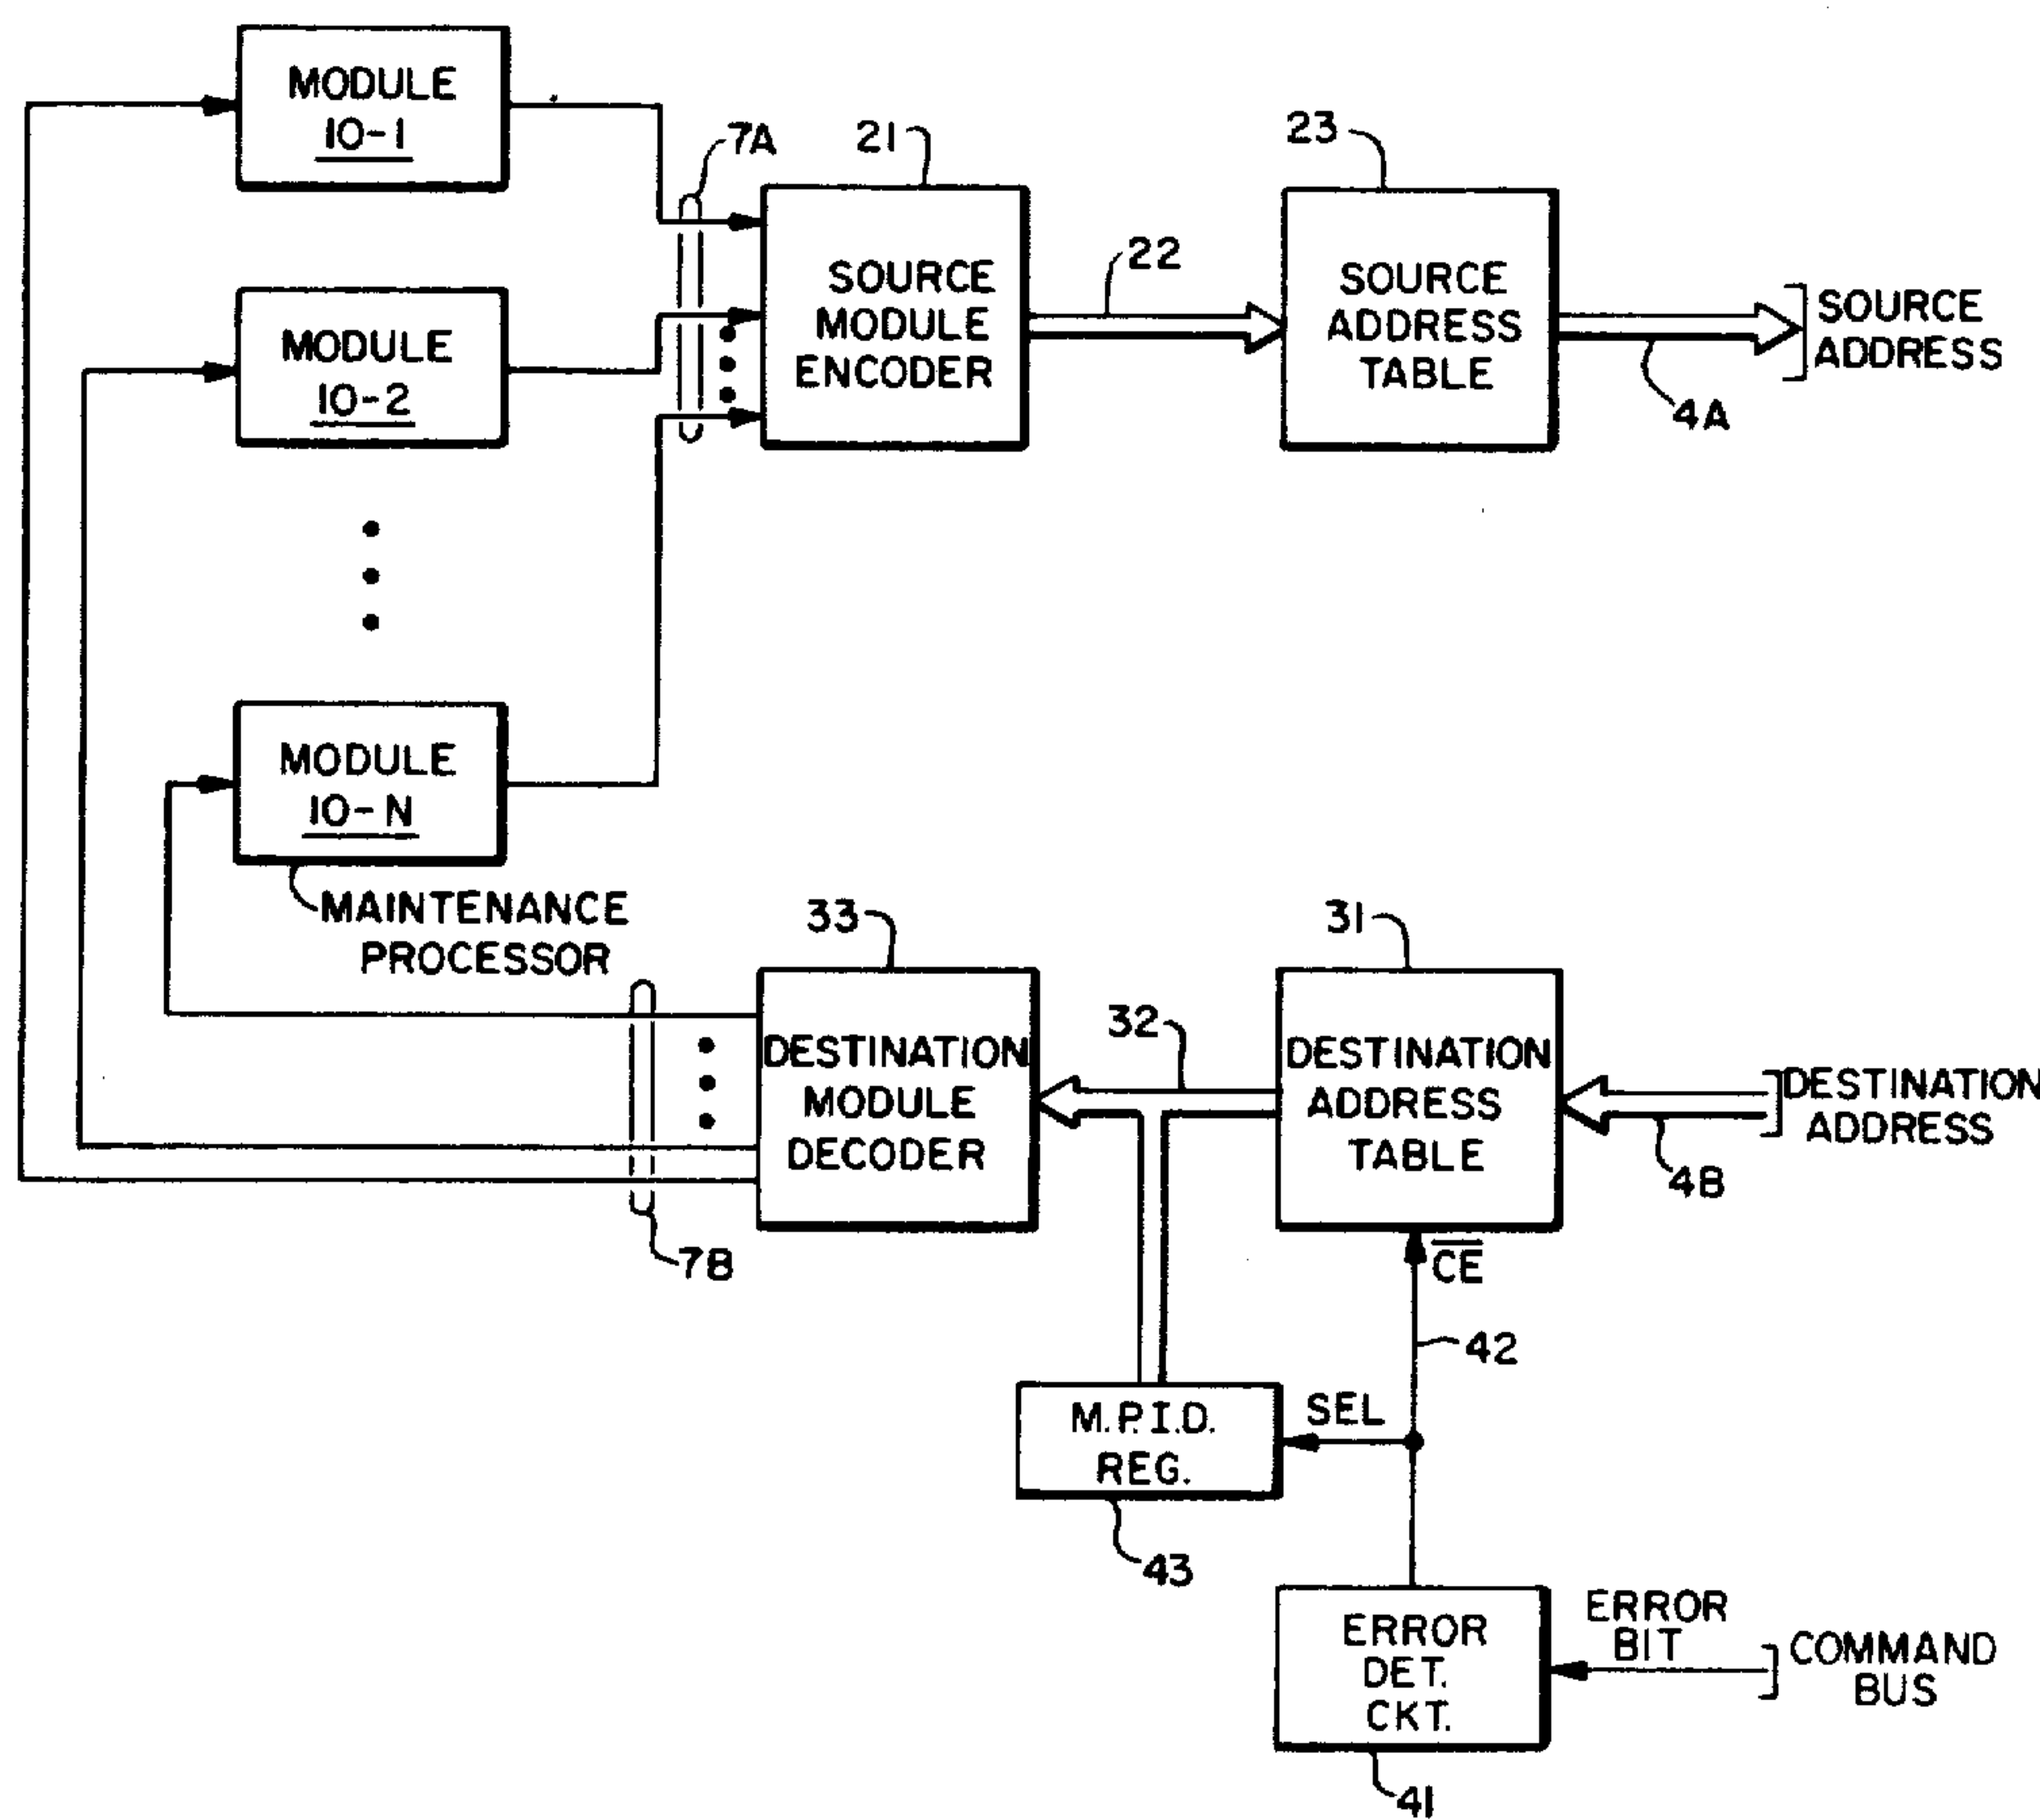 MODULE
10-1
7A
21
23
SOURCE
MODULE
ENCODER
22
SOURCE
ADDRESS
TABLE
SOURCE
ADDRESS
4A
MODULE
10-2
MODULE
10-N
MAINTENANCE
PROCESSOR
33
31
DESTINATION
MODULE
DECODER
32
DESTINATION
ADDRESS
TABLE
DESTINATION
ADDRESS
4B
7B
CE
42
M.P.I.D.
REG.
SEL
43
ERROR
DET.
CKT.
ERROR
BIT
COMMAND
BUS
41